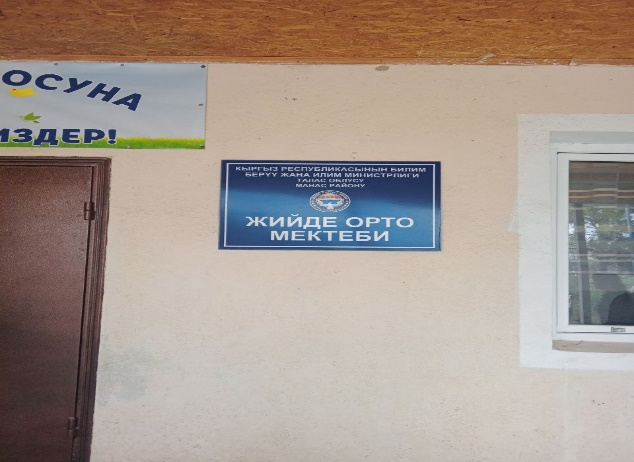 ОСУНА
ИЗДЕР!
КЫРГЫЗ РЕСПУБЛИКАСЫНЫН БИЛИМ
БЕРҮҮ ЖАНА ИЛИМ МИНИСТРЛИГИ
ТАЛАС ОБЛУСУ
МАНАС РАЙОНУ
ЖИЙДЕ ОРТО
МЕКТЕБИ